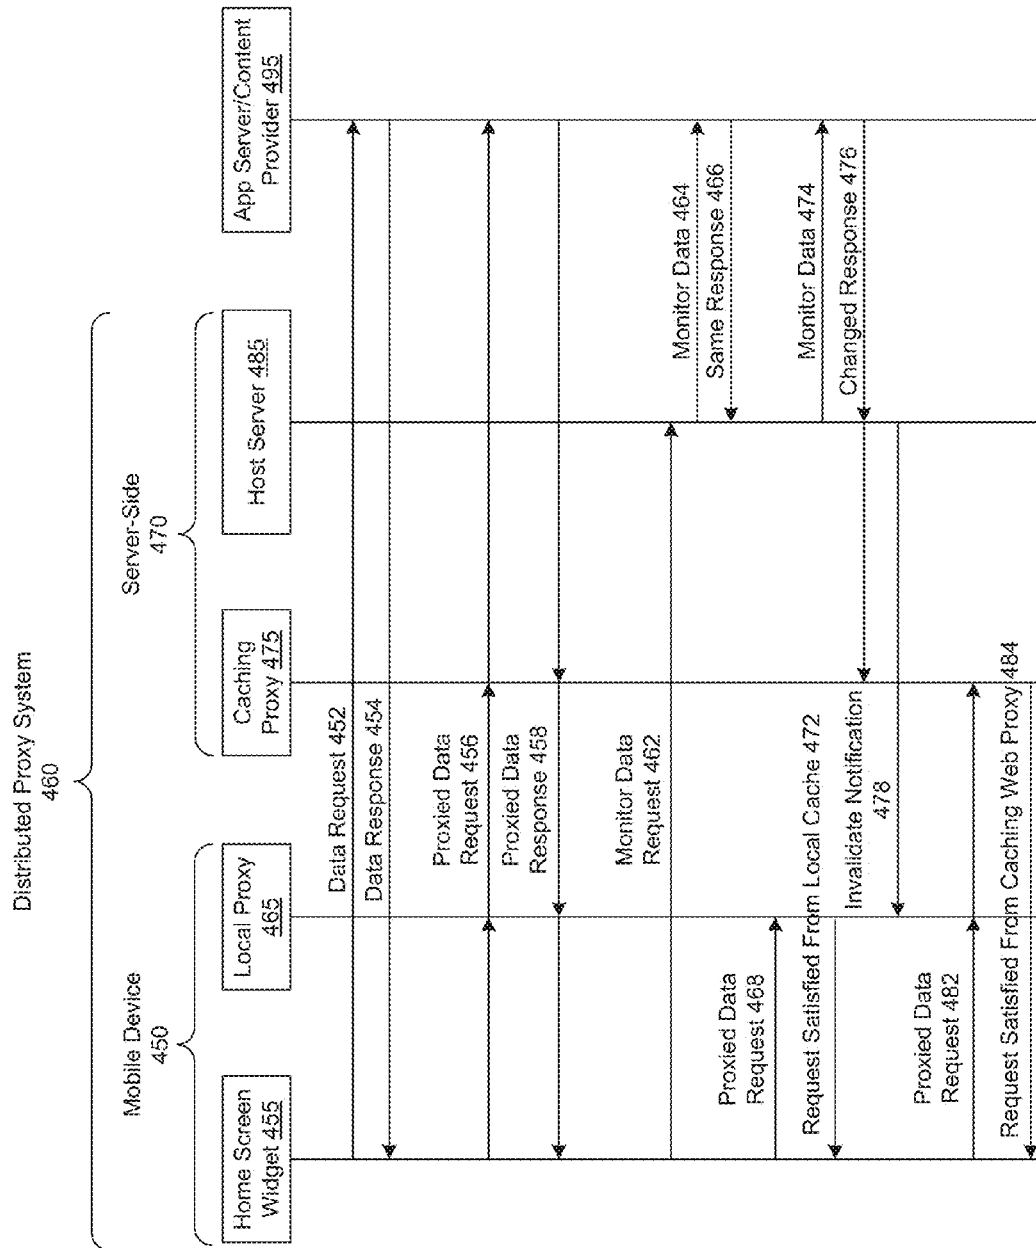 Distributed Proxy System
460
Mobile Device
450
Server-Side
470
Home Screen
Widget 455
Local Proxy
465
Caching
Proxy 475
Host Server 485
App Server/Content
Provider 495
Data Request 452
Data Response 454
Proxied Data
Request 456
Proxied Data
Response 458
Monitor Data
Request 462
Monitor Data 464
Same Response 466
Proxied Data
Request 468
Request Satisfied From Local Cache 472
Monitor Data 474
Changed Response 476
Invalidate Notification
478
Proxied Data
Request 482
Request Satisfied From Caching Web Proxy 484